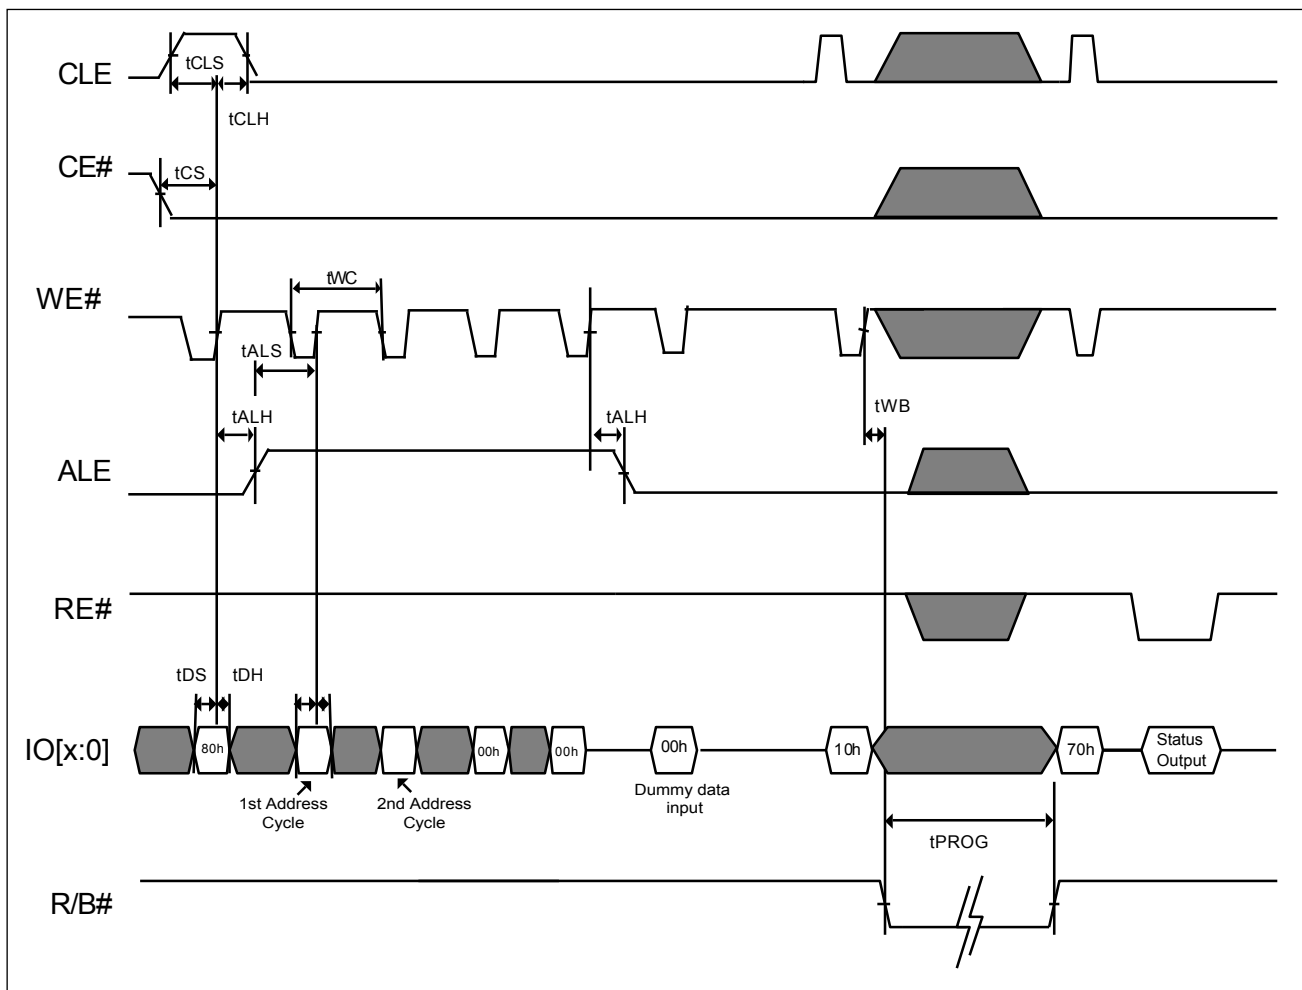 CLE
tCLS
tCLH
CE#
tCS
WE#
tWC
tALS
tWB
tALH
tALH
ALE
RE#
tDS
tDH
IO[x:0]
80h
00h
00h
00h
10h
70h
Status
Output
1st Address
Cycle
2nd Address
Cycle
Dummy data
input
tPROG
R/B#